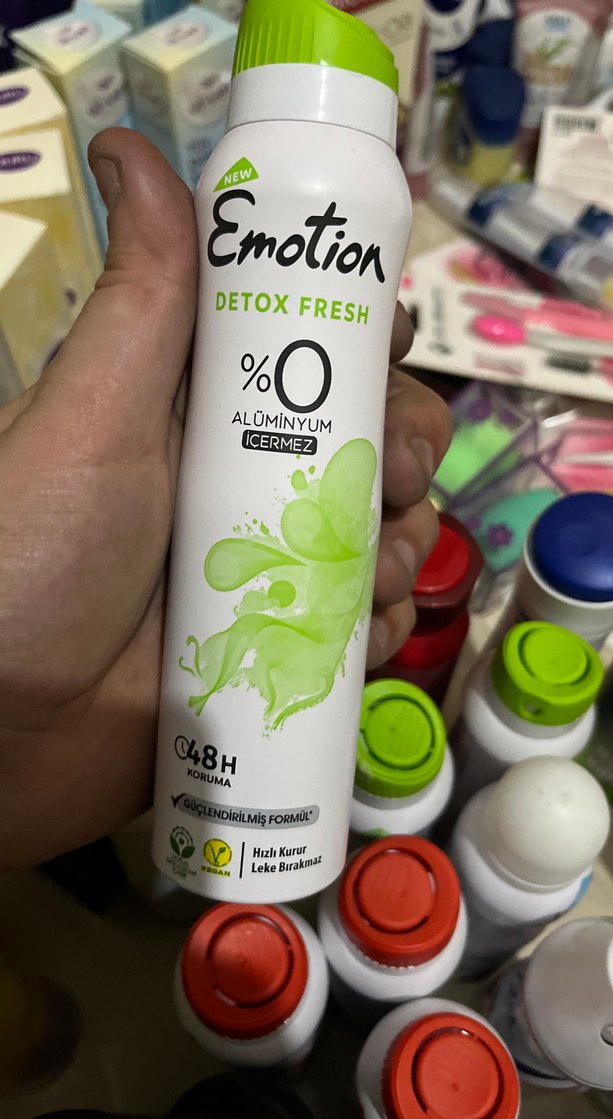 NEW
Emotion
DETOX FRESH
%0
ALÜMİNYUM
İÇERMEZ
48H
KORUMA
GÜÇLENDİRİLMİŞ FORMÜL*
VEGAN
Hızlı Kurur
Leke Bırakmaz